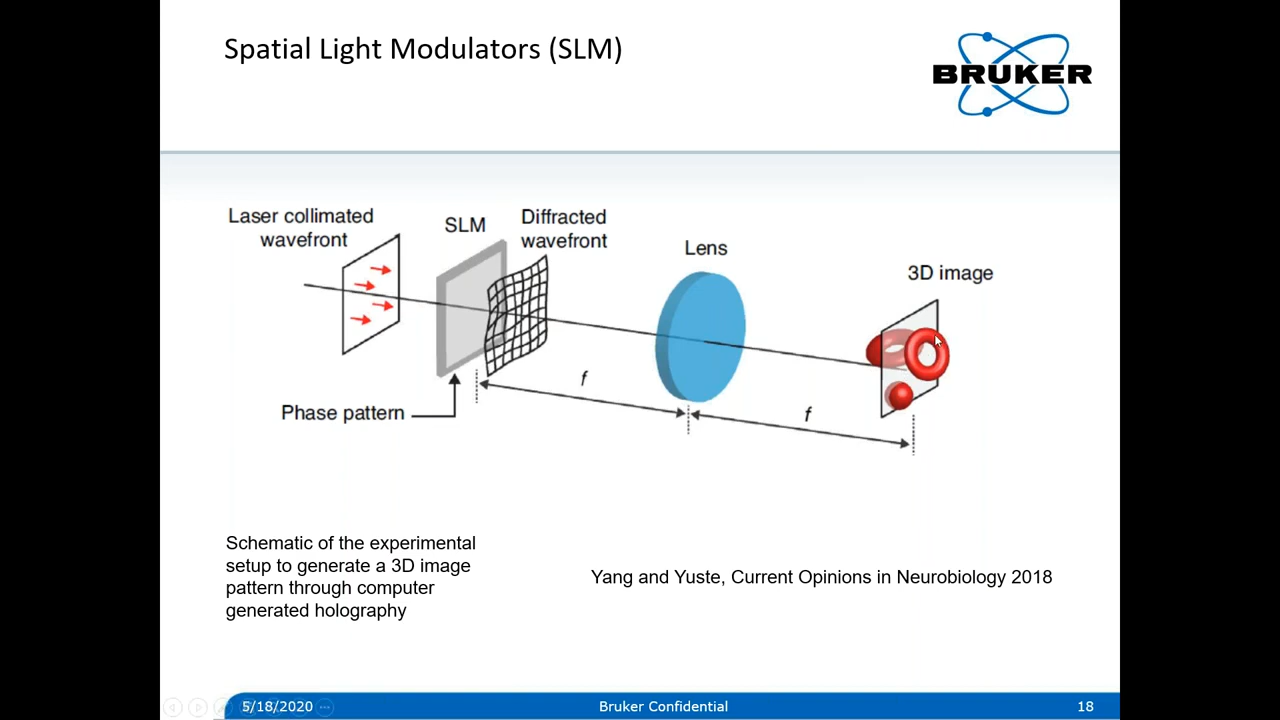 Spatial Light Modulators (SLM)
BRUKER
Laser collimated
wavefront
SLM
Diffracted
wavefront
Lens
3D image
f
f
Phase pattern
Schematic of the experimental
setup to generate a 3D image
pattern through computer
generated holography
Yang and Yuste, Current Opinions in Neurobiology 2018
5/18/2020
Bruker Confidential
18